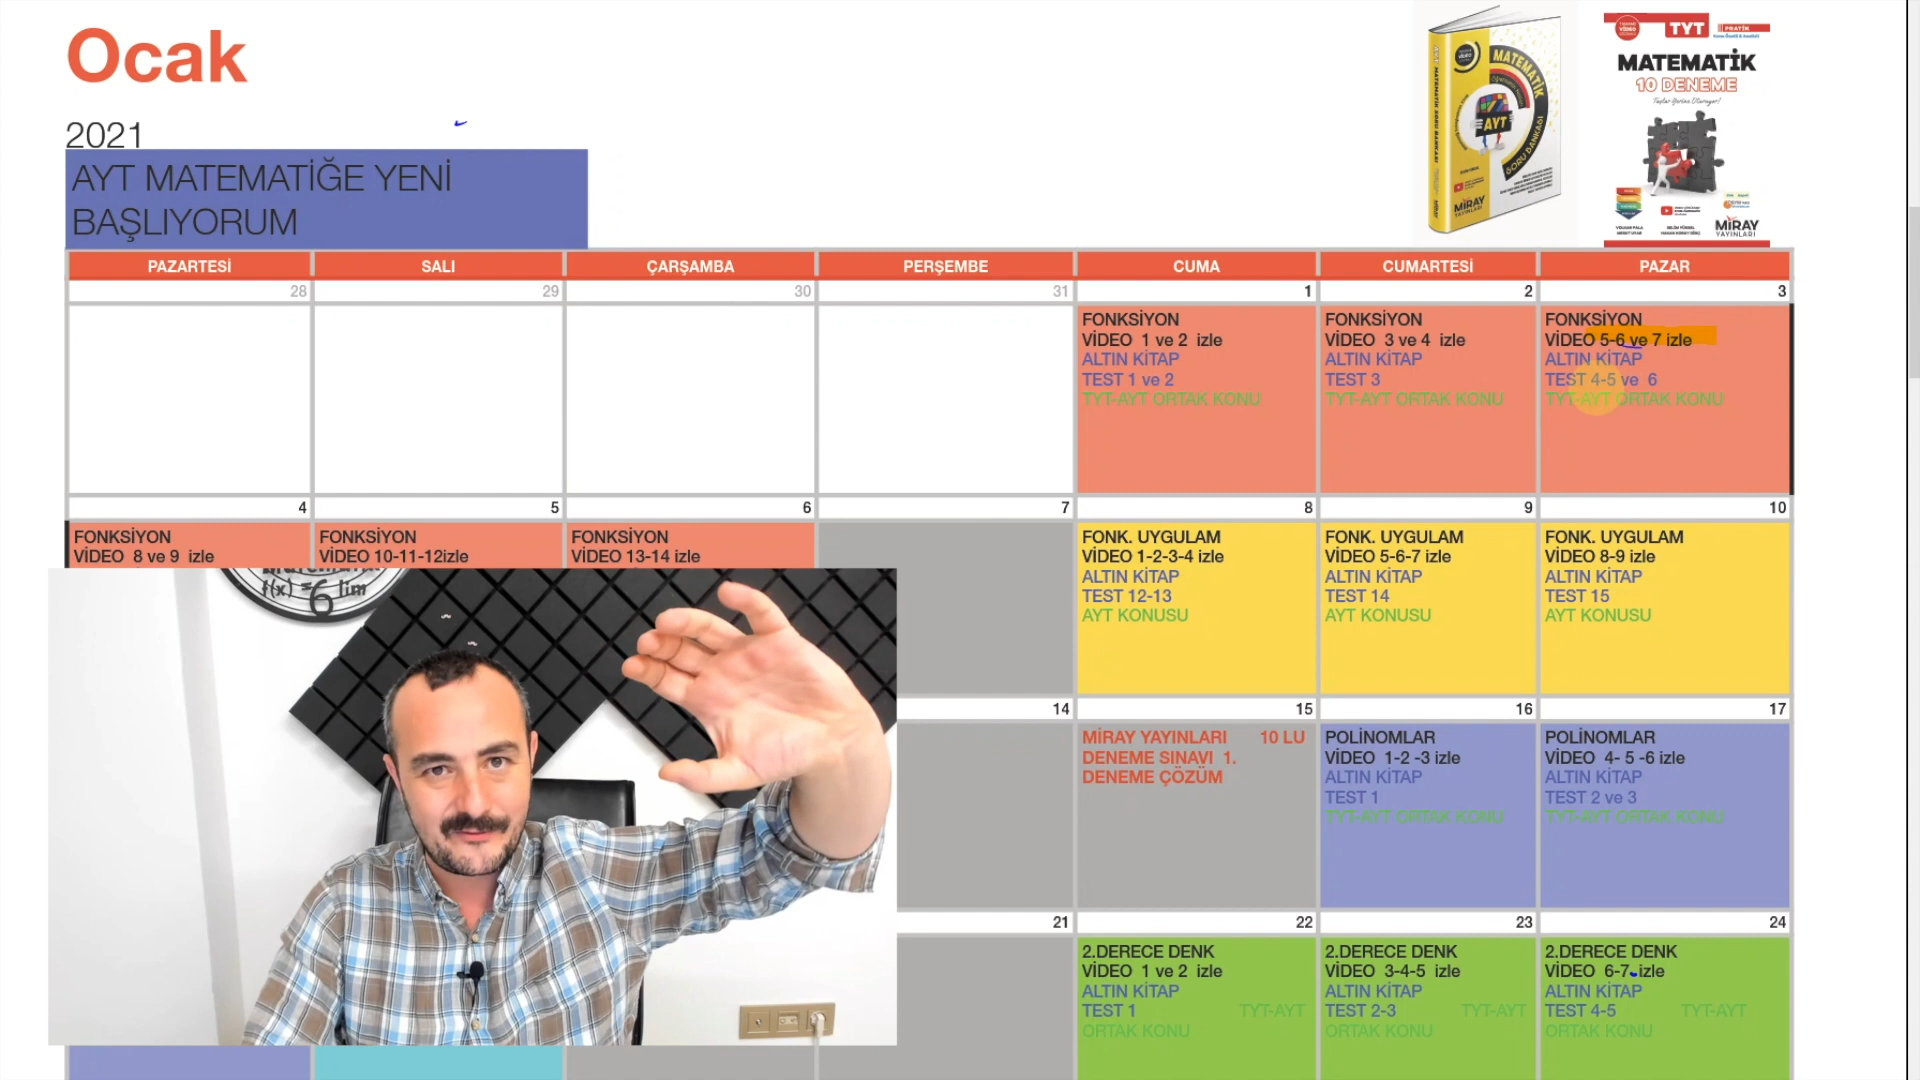 Ocak
2021
AYT MATEMATİĞE YENİ
BAŞLIYORUM
MATEMATİK
AYT
SORU BANKASI
AYT MATEMATİK SORU BANKASI
MİRAY
YAYINLARI
TYT
PRATİK
MATEMATİK
10 DENEME
MİRAY
YAYINLARI
PAZARTESİ SALI ÇARŞAMBA PERŞEMBE CUMA CUMARTESİ PAZAR
28 29 30 31 1 2 3
FONKSİYON
VİDEO 1 ve 2 izle
ALTIN KİTAP
TEST 1 ve 2
TYT-AYT ORTAK KONU
FONKSİYON
VİDEO 3 ve 4 izle
ALTIN KİTAP
TEST 3
TYT-AYT ORTAK KONU
FONKSİYON
VİDEO 5-6 ve 7 izle
ALTIN KİTAP
TEST 4-5 ve 6
TYT-AYT ORTAK KONU
4 5 6 7 8 9 10
FONKSİYON
VİDEO 8 ve 9 izle
FONKSİYON
VİDEO 10-11-12izle
FONKSİYON
VİDEO 13-14 izle
FONK. UYGULAM
VİDEO 1-2-3-4 izle
ALTIN KİTAP
TEST 12-13
AYT KONUSU
FONK. UYGULAM
VİDEO 5-6-7 izle
ALTIN KİTAP
TEST 14
AYT KONUSU
FONK. UYGULAM
VİDEO 8-9 izle
ALTIN KİTAP
TEST 15
AYT KONUSU
f(x) 6 lim
14 15 16 17
MİRAY YAYINLARI 10 LU
DENEME SINAVI 1.
DENEME ÇÖZÜM
POLİNOMLAR
VİDEO 1-2 -3 izle
ALTIN KİTAP
TEST 1
TYT-AYT ORTAK KONU
POLİNOMLAR
VİDEO 4- 5 -6 izle
ALTIN KİTAP
TEST 2 ve 3
TYT-AYT ORTAK KONU
21 22 23 24
2.DERECE DENK
VİDEO 1 ve 2 izle
ALTIN KİTAP
TEST 1 TYT-AYT
ORTAK KONU
2.DERECE DENK
VİDEO 3-4-5 izle
ALTIN KİTAP
TEST 2-3 TYT-AYT
ORTAK KONU
2.DERECE DENK
VİDEO 6-7 izle
ALTIN KİTAP
TEST 4-5 TYT-AYT
ORTAK KONU